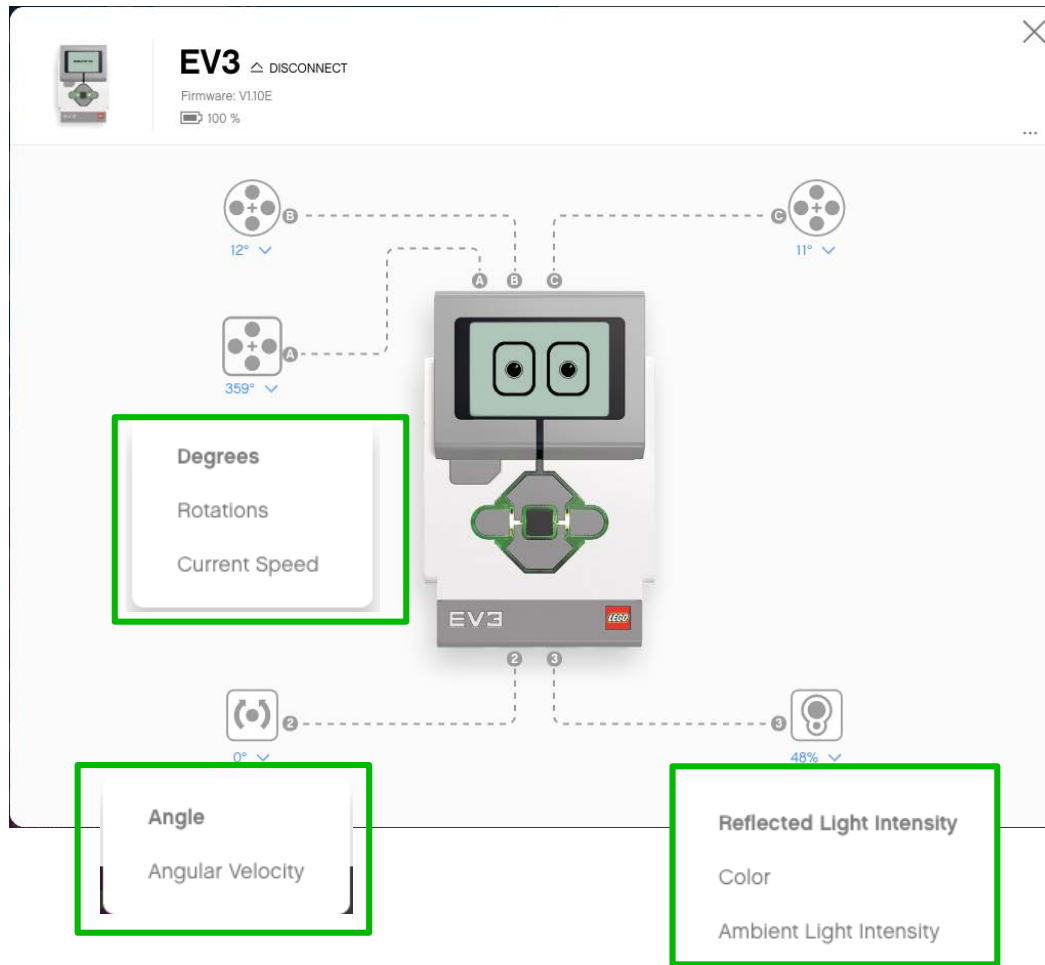 EV3 DISCONNECT
Firmware: V1.10E
100 %
...
B
C
12°
11°
A B C
A
359°
Degrees
Rotations
Current Speed
EV3 LEGO
2 3
2
3
0°
48%
Angle
Angular Velocity
Reflected Light Intensity
Color
Ambient Light Intensity